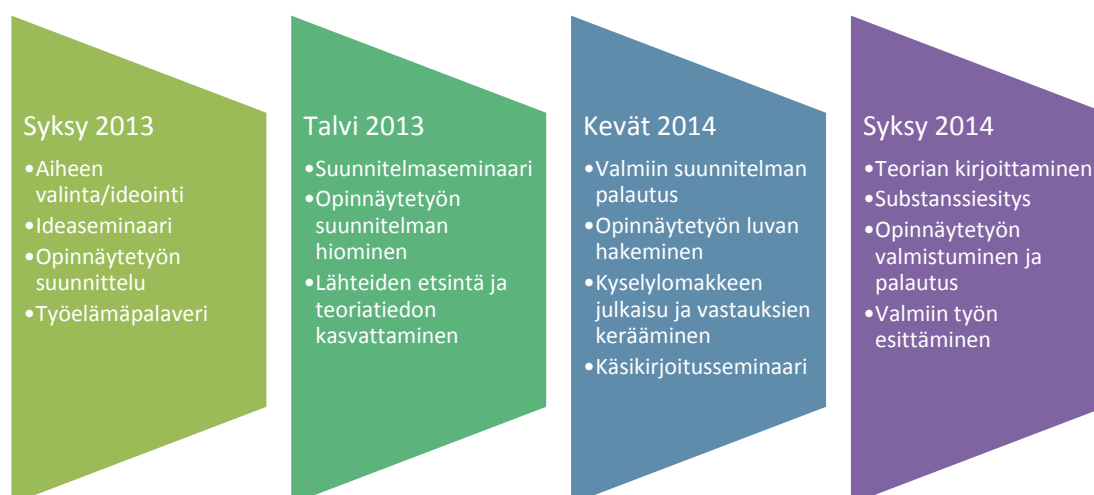 Syksy 2013
•Aiheen
valinta/ideointi
•Ideaseminaari
•Opinnäytetyön
suunnittelu
•Työelämäpalaveri
Talvi 2013
•Suunnitelmaseminaari
•Opinnäytetyön
suunnitelman
hiominen
•Lähteiden etsintä ja
teoriatiedon
kasvattaminen
Kevät 2014
•Valmiin suunnitelman
palautus
•Opinnäytetyön luvan
hakeminen
•Kyselylomakkeen
julkaisu ja vastauksien
kerääminen
•Käsikirjoitusseminaari
Syksy 2014
•Teorian kirjoittaminen
•Substanssiesitys
•Opinnäytetyön
valmistuminen ja
palautus
•Valmiin työn
esittäminen